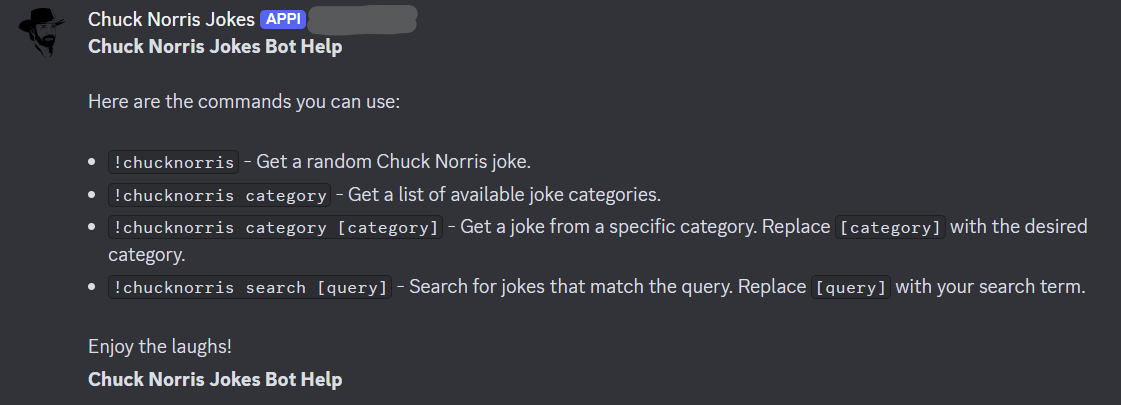 Chuck Norris Jokes APPI
Chuck Norris Jokes Bot Help
Here are the commands you can use:
• !chucknorris - Get a random Chuck Norris joke.
• !chucknorris category - Get a list of available joke categories.
• !chucknorris category [category] - Get a joke from a specific category. Replace [category] with the desired
category.
• !chucknorris search [query] - Search for jokes that match the query. Replace [query] with your search term.
Enjoy the laughs!
Chuck Norris Jokes Bot Help